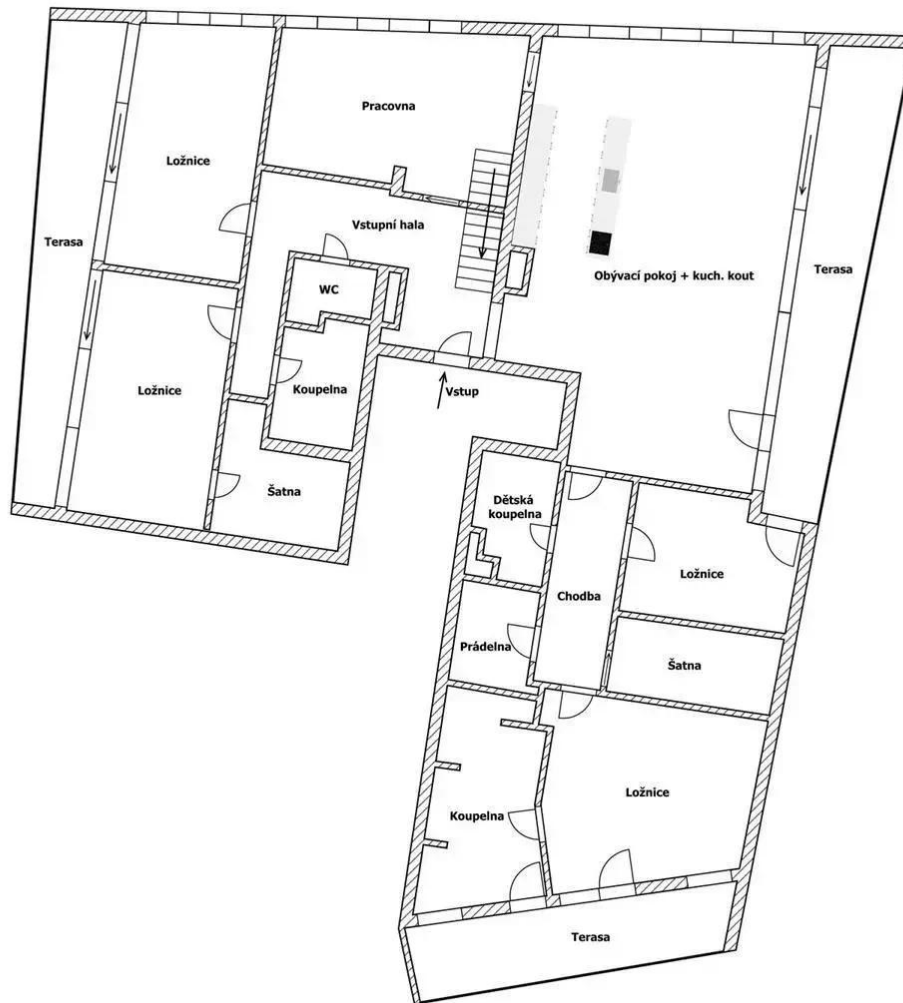 Pracovna
Ložnice
Vstupní hala
Terasa
Obývací pokoj + kuch. kout
Terasa
WC
Ložnice
Koupelna
Vstup
Šatna
Dětská
koupelna
Ložnice
Chodba
Prádelna
Šatna
Ložnice
Koupelna
Terasa